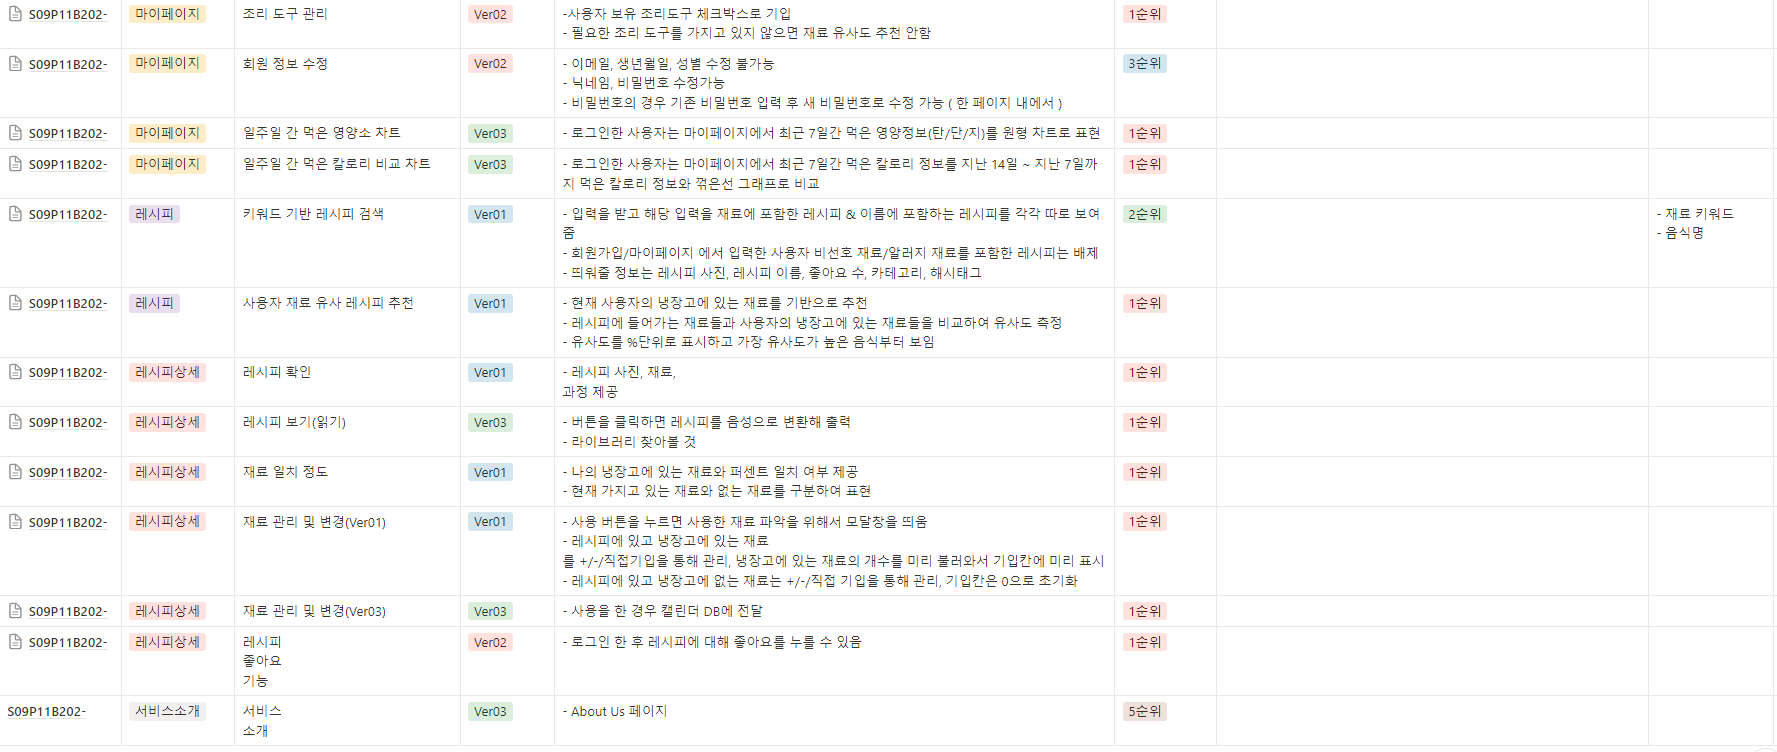 S09P11B202- 마이페이지 조리 도구 관리 Ver02 -사용자 보유 조리도구 체크박스로 기입 1순위
- 필요한 조리 도구를 가지고 있지 않으면 재료 유사도 추천 안함
S09P11B202- 마이페이지 회원 정보 수정 Ver02 - 이메일, 생년월일, 성별 수정 불가능 3순위
- 닉네임, 비밀번호 수정가능
- 비밀번호의 경우 기존 비밀번호 입력 후 새 비밀번호로 수정 가능 ( 한 페이지 내에서 )
S09P11B202- 마이페이지 일주일 간 먹은 영양소 차트 Ver03 - 로그인한 사용자는 마이페이지에서 최근 7일간 먹은 영양정보(탄/단/지)를 원형 차트로 표현 1순위
S09P11B202- 마이페이지 일주일 간 먹은 칼로리 비교 차트 Ver03 - 로그인한 사용자는 마이페이지에서 최근 7일간 먹은 칼로리 정보를 지난 14일 ~ 지난 7일까 1순위
지 먹은 칼로리 정보와 꺾은선 그래프로 비교
S09P11B202- 레시피 키워드 기반 레시피 검색 Ver01 - 입력을 받고 해당 입력을 재료에 포함한 레시피 & 이름에 포함하는 레시피를 각각 따로 보여 2순위 - 재료 키워드
줌 - 음식명
- 회원가입/마이페이지 에서 입력한 사용자 비선호 재료/알러지 재료를 포함한 레시피는 배제
- 띄워줄 정보는 레시피 사진, 레시피 이름, 좋아요 수, 카테고리, 해시태그
S09P11B202- 레시피 사용자 재료 유사 레시피 추천 Ver01 - 현재 사용자의 냉장고에 있는 재료를 기반으로 추천 1순위
- 레시피에 들어가는 재료들과 사용자의 냉장고에 있는 재료들을 비교하여 유사도 측정
- 유사도를 %단위로 표시하고 가장 유사도가 높은 음식부터 보임
S09P11B202- 레시피상세 레시피 확인 Ver01 - 레시피 사진, 재료, 1순위
과정 제공
S09P11B202- 레시피상세 레시피 보기(읽기) Ver03 - 버튼을 클릭하면 레시피를 음성으로 변환해 출력 1순위
- 라이브러리 찾아볼 것
S09P11B202- 레시피상세 재료 일치 정도 Ver01 - 나의 냉장고에 있는 재료와 퍼센트 일치 여부 제공 1순위
- 현재 가지고 있는 재료와 없는 재료를 구분하여 표현
S09P11B202- 레시피상세 재료 관리 및 변경(Ver01) Ver01 - 사용 버튼을 누르면 사용한 재료 파악을 위해서 모달창을 띄움 1순위
- 레시피에 있고 냉장고에 있는 재료
를 +/-/직접기입을 통해 관리, 냉장고에 있는 재료의 개수를 미리 불러와서 기입칸에 미리 표시
- 레시피에 있고 냉장고에 없는 재료는 +/-/직접 기입을 통해 관리, 기입칸은 0으로 초기화
S09P11B202- 레시피상세 재료 관리 및 변경(Ver03) Ver03 - 사용을 한 경우 캘린더 DB에 전달 1순위
S09P11B202- 레시피상세 레시피 Ver02 - 로그인 한 후 레시피에 대해 좋아요를 누를 수 있음 1순위
좋아요
기능
S09P11B202- 서비스소개 서비스 Ver03 - About Us 페이지 5순위
소개